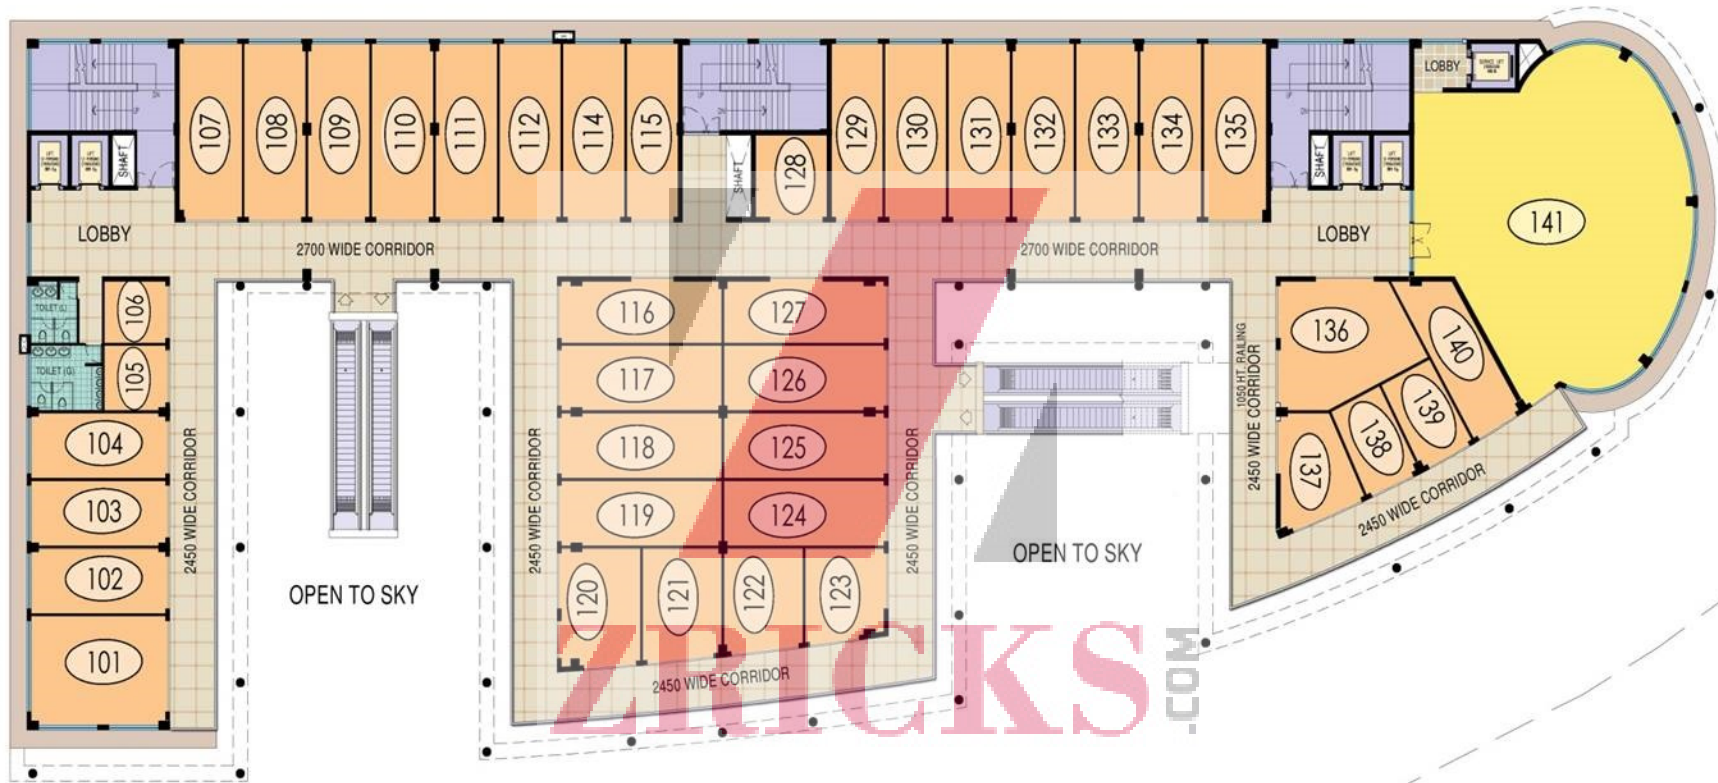 107
108
109
110
111
112
114
115
129
130
131
132
133
134
135
LOBBY
SHAFT
SHAFT
128
SHAFT
141
LOBBY
2700 WIDE CORRIDOR
2700 WIDE CORRIDOR
LOBBY
TOILET (L)
106
116
127
136
140
TOILET (G)
105
117
126
1050 HT. RAILING
2450 WIDE CORRIDOR
139
104
118
125
138
137
103
2450 WIDE CORRIDOR
2450 WIDE CORRIDOR
119
124
2450 WIDE CORRIDOR
2450 WIDE CORRIDOR
102
OPEN TO SKY
120
121
122
123
OPEN TO SKY
101
2450 WIDE CORRIDOR
ZRICKS
.COM